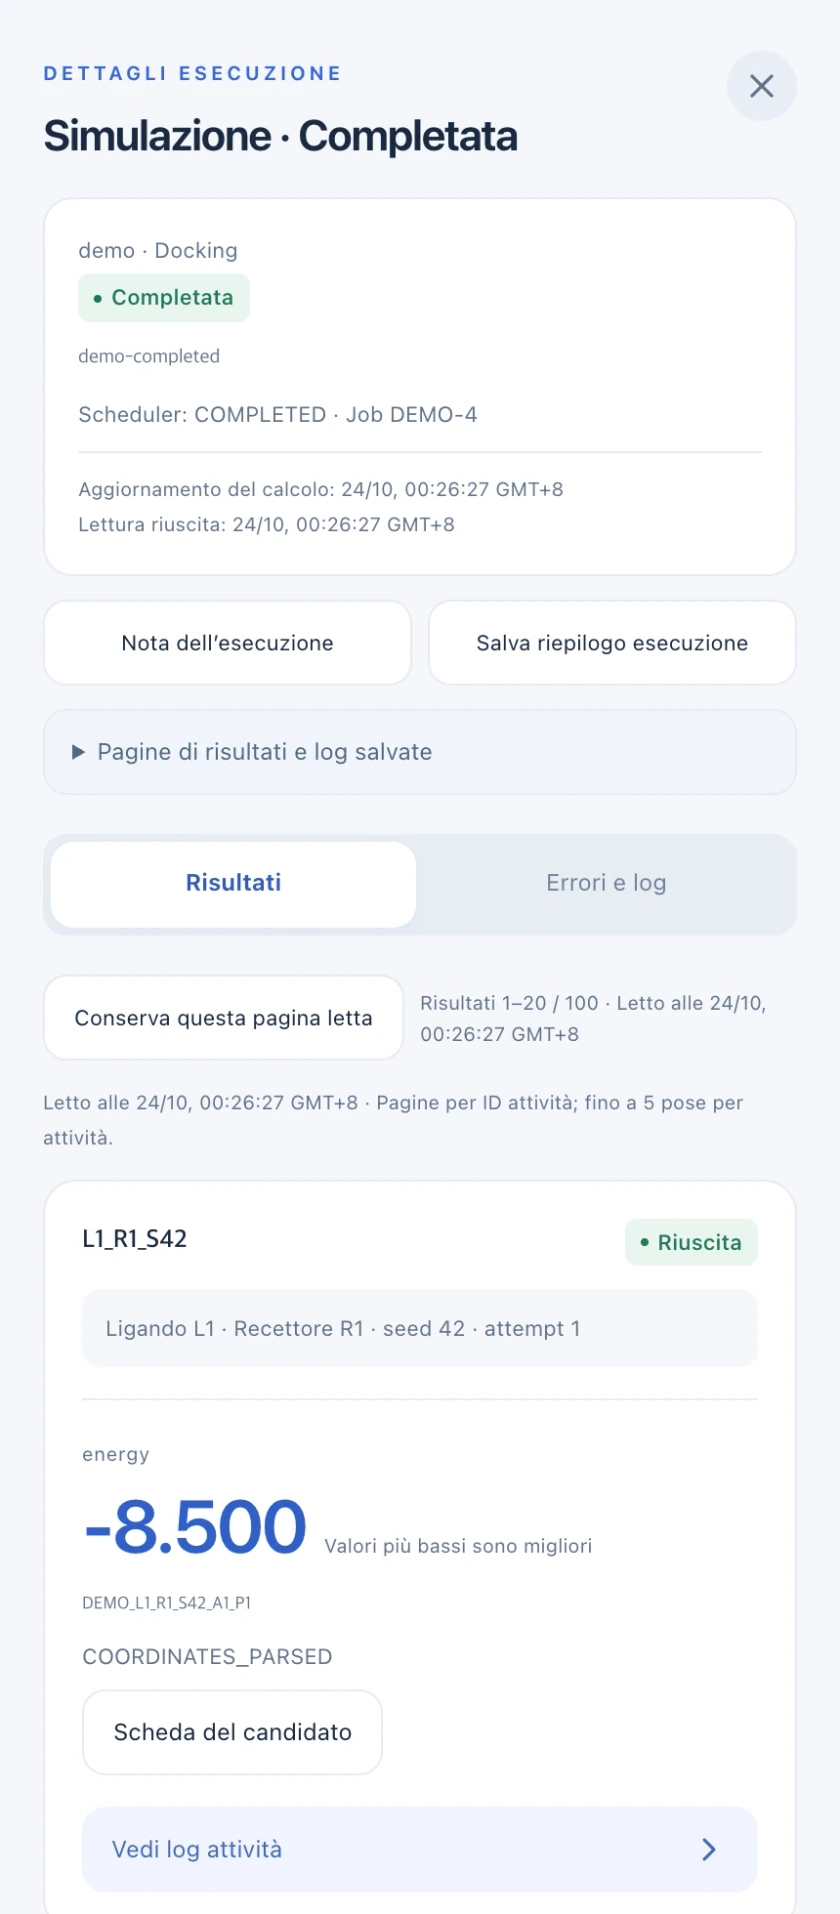 DETTAGLI ESECUZIONE
Simulazione · Completata
demo · Docking
• Completata
demo-completed
Scheduler: COMPLETED · Job DEMO-4
Aggiornamento del calcolo: 24/10, 00:26:27 GMT+8
Lettura riuscita: 24/10, 00:26:27 GMT+8
Nota dell’esecuzione
Salva riepilogo esecuzione
▶ Pagine di risultati e log salvate
Risultati
Errori e log
Conserva questa pagina letta
Risultati 1–20 / 100 · Letto alle 24/10,
00:26:27 GMT+8
Letto alle 24/10, 00:26:27 GMT+8 · Pagine per ID attività; fino a 5 pose per
attività.
L1_R1_S42
• Riuscita
Ligando L1 · Recettore R1 · seed 42 · attempt 1
energy
-8.500 Valori più bassi sono migliori
DEMO_L1_R1_S42_A1_P1
COORDINATES_PARSED
Scheda del candidato
Vedi log attività